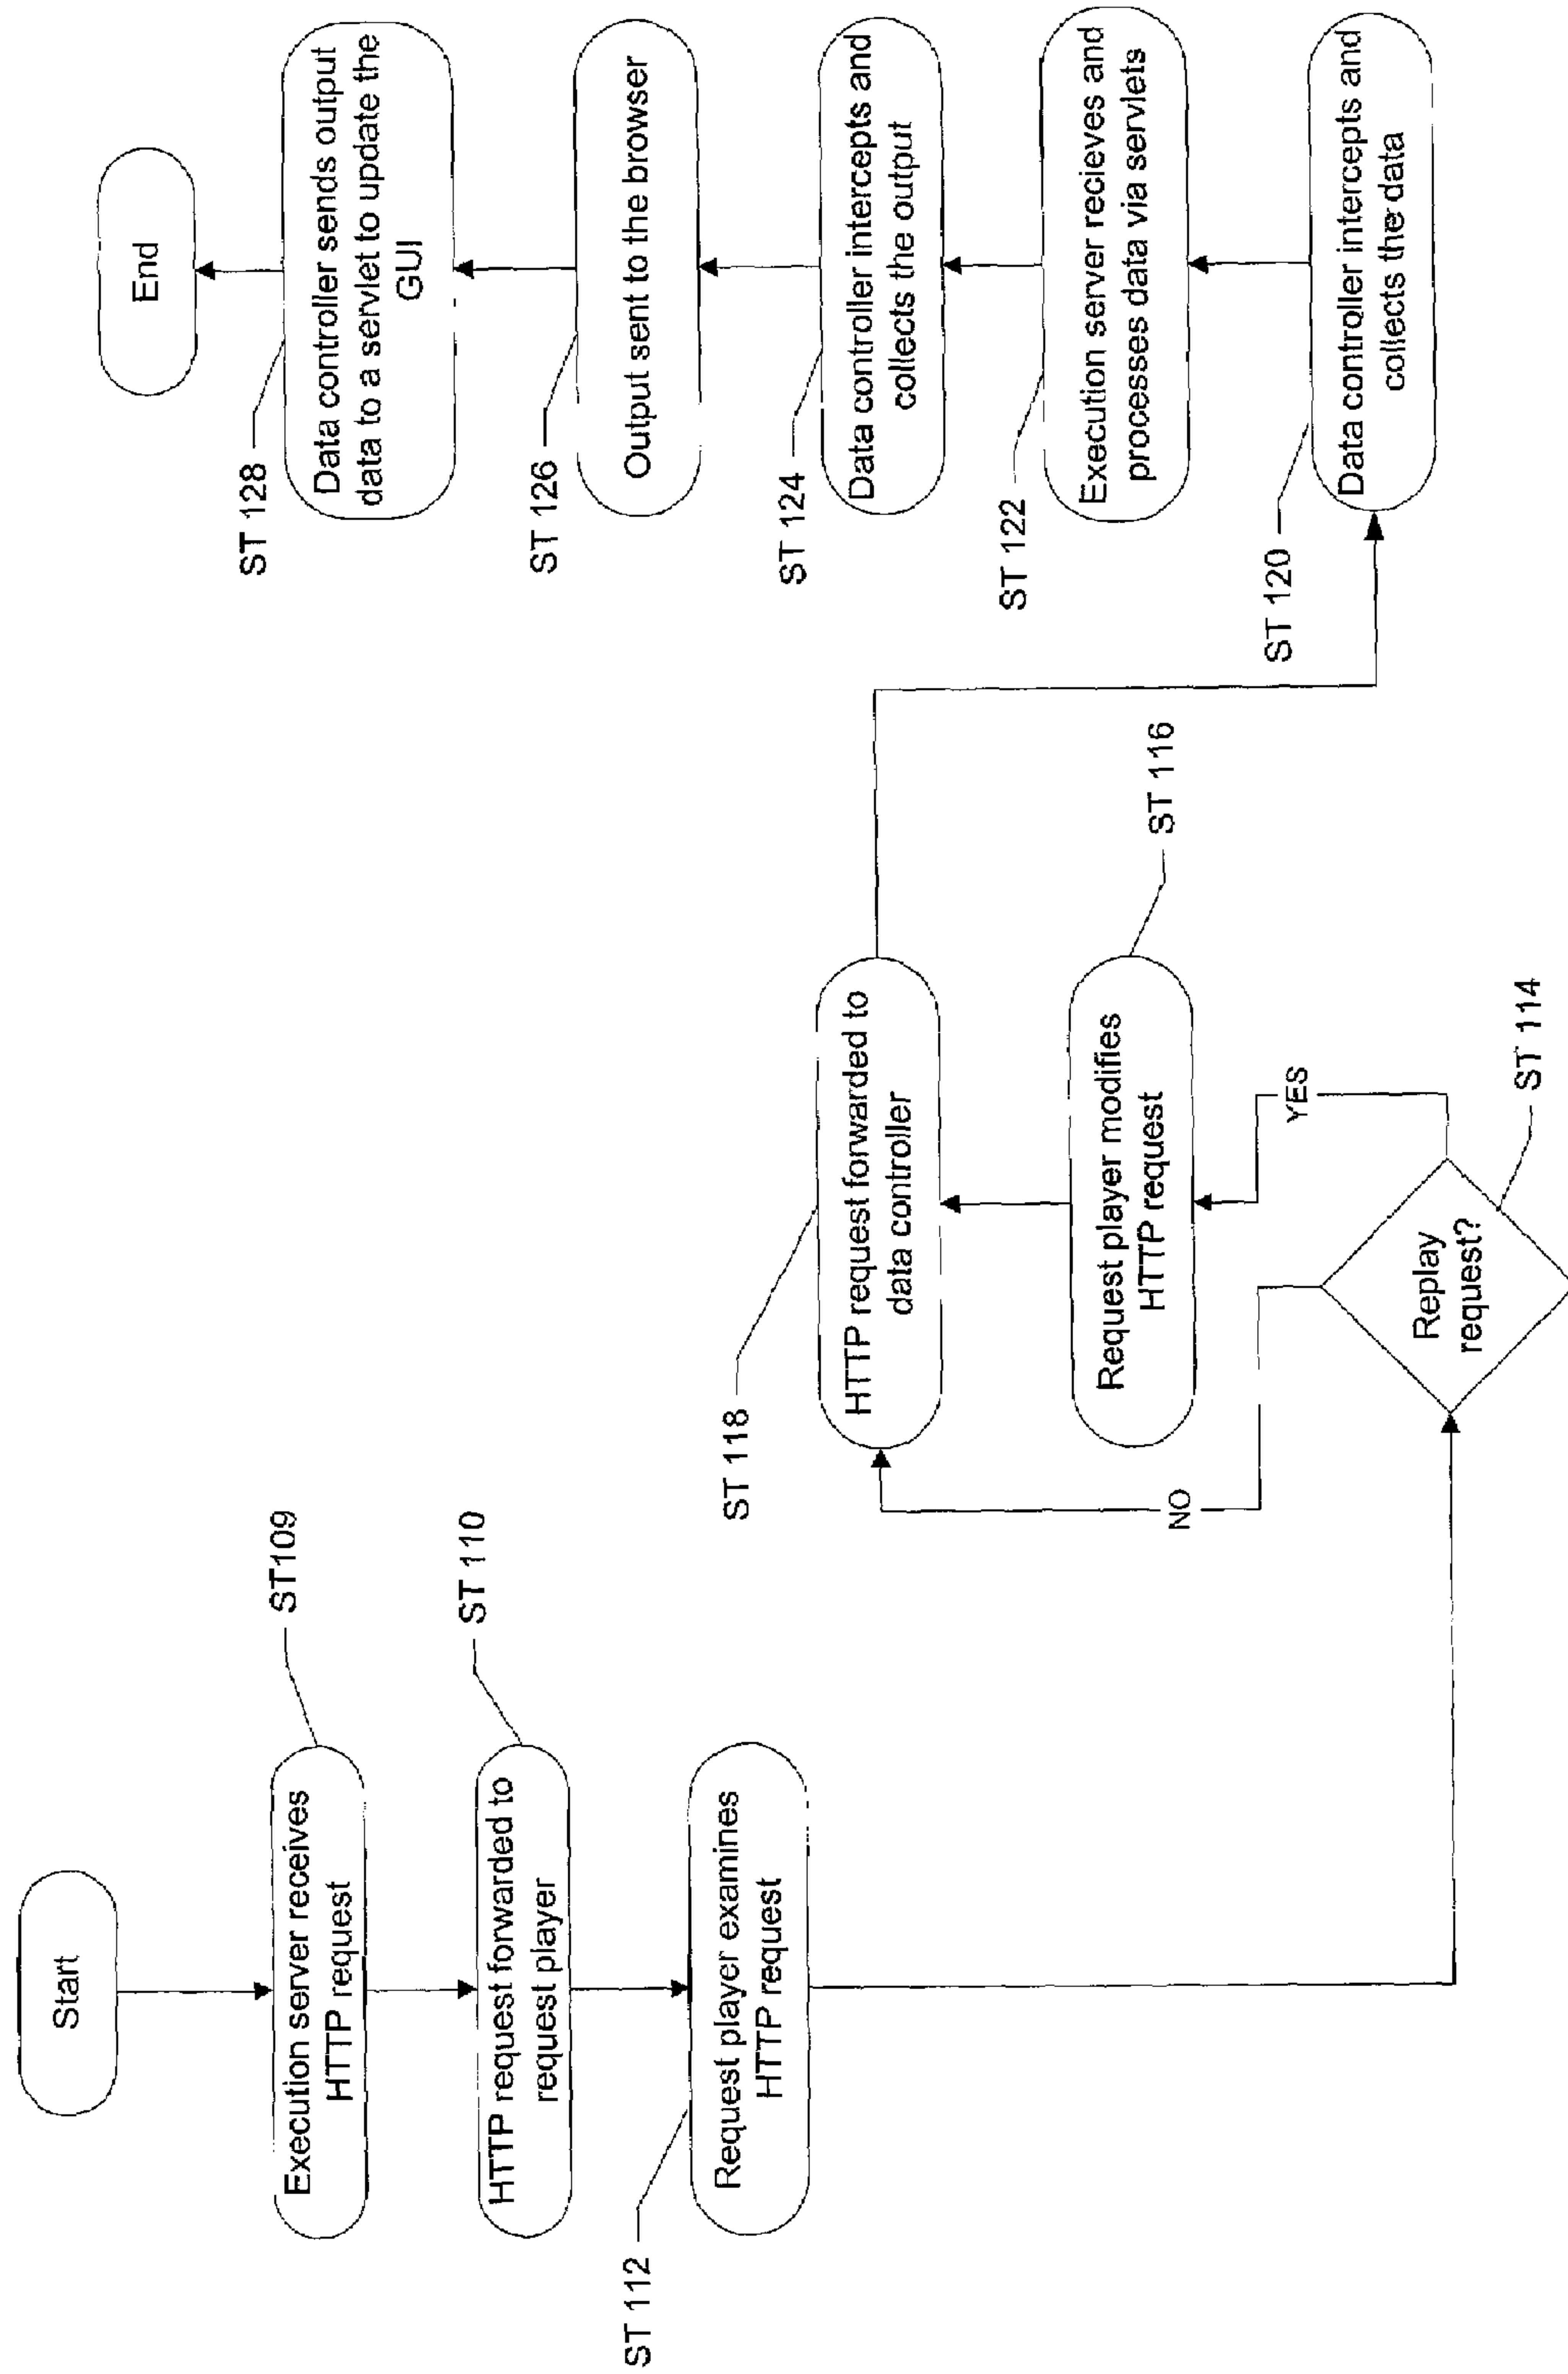 Start
Execution server receives
HTTP request
ST109
HTTP request forwarded to
request player
ST 110
Request player examines
HTTP request
ST 112
Replay
request?
ST 114
YES
NO
Request player modifies
HTTP request
ST 116
HTTP request forwarded to
data controller
ST 118
Data controller intercepts and
collects the data
ST 120
Execution server recieves and
processes data via servlets
ST 122
Data controller intercepts and
collects the output
ST 124
Output sent to the browser
ST 126
Data controller sends output
data to a servlet to update the
GUI
ST 128
End